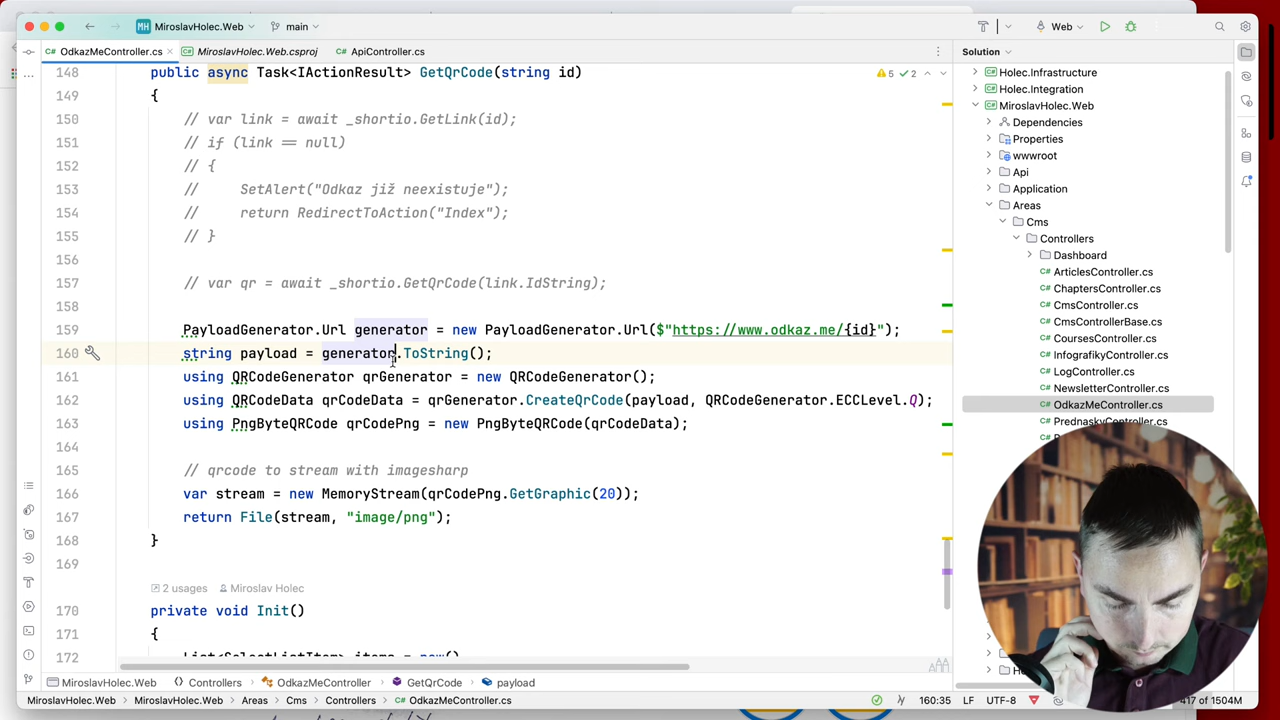 MH MiroslavHolec.Web main Web
OdkazMeController.cs MiroslavHolec.Web.csproj ApiController.cs Solution
148 public async Task<IActionResult> GetQrCode(string id) 5 2
149 {
150 // var link = await _shortio.GetLink(id);
151 // if (link == null)
152 // {
153 // SetAlert("Odkaz již neexistuje");
154 // return RedirectToAction("Index");
155 // }
156
157 // var qr = await _shortio.GetQrCode(link.IdString);
158
159 PayloadGenerator.Url generator = new PayloadGenerator.Url($"https://www.odkaz.me/{id}");
160 string payload = generator.ToString();
161 using QRCodeGenerator qrGenerator = new QRCodeGenerator();
162 using QRCodeData qrCodeData = qrGenerator.CreateQrCode(payload, QRCodeGenerator.ECCLevel.Q);
163 using PngByteQRCode qrCodePng = new PngByteQRCode(qrCodeData);
164
165 // qrcode to stream with imagesharp
166 var stream = new MemoryStream(qrCodePng.GetGraphic(20));
167 return File(stream, "image/png");
168 }
169
2 usages Miroslav Holec
170 private void Init()
171 {
172 List<SelectListItem> items = new()
Holec.Infrastructure
Holec.Integration
MiroslavHolec.Web
Dependencies
Properties
wwwroot
Api
Application
Areas
Cms
Controllers
Dashboard
ArticlesController.cs
ChaptersController.cs
CmsController.cs
CmsControllerBase.cs
CoursesController.cs
InfografikyController.cs
LogController.cs
NewsletterController.cs
OdkazMeController.cs
PrednaskyController.cs
MiroslavHolec.Web Controllers OdkazMeController GetQrCode payload
MiroslavHolec.Web MiroslavHolec.Web Areas Cms Controllers OdkazMeController.cs 160:35 LF UTF-8 417 of 1504M